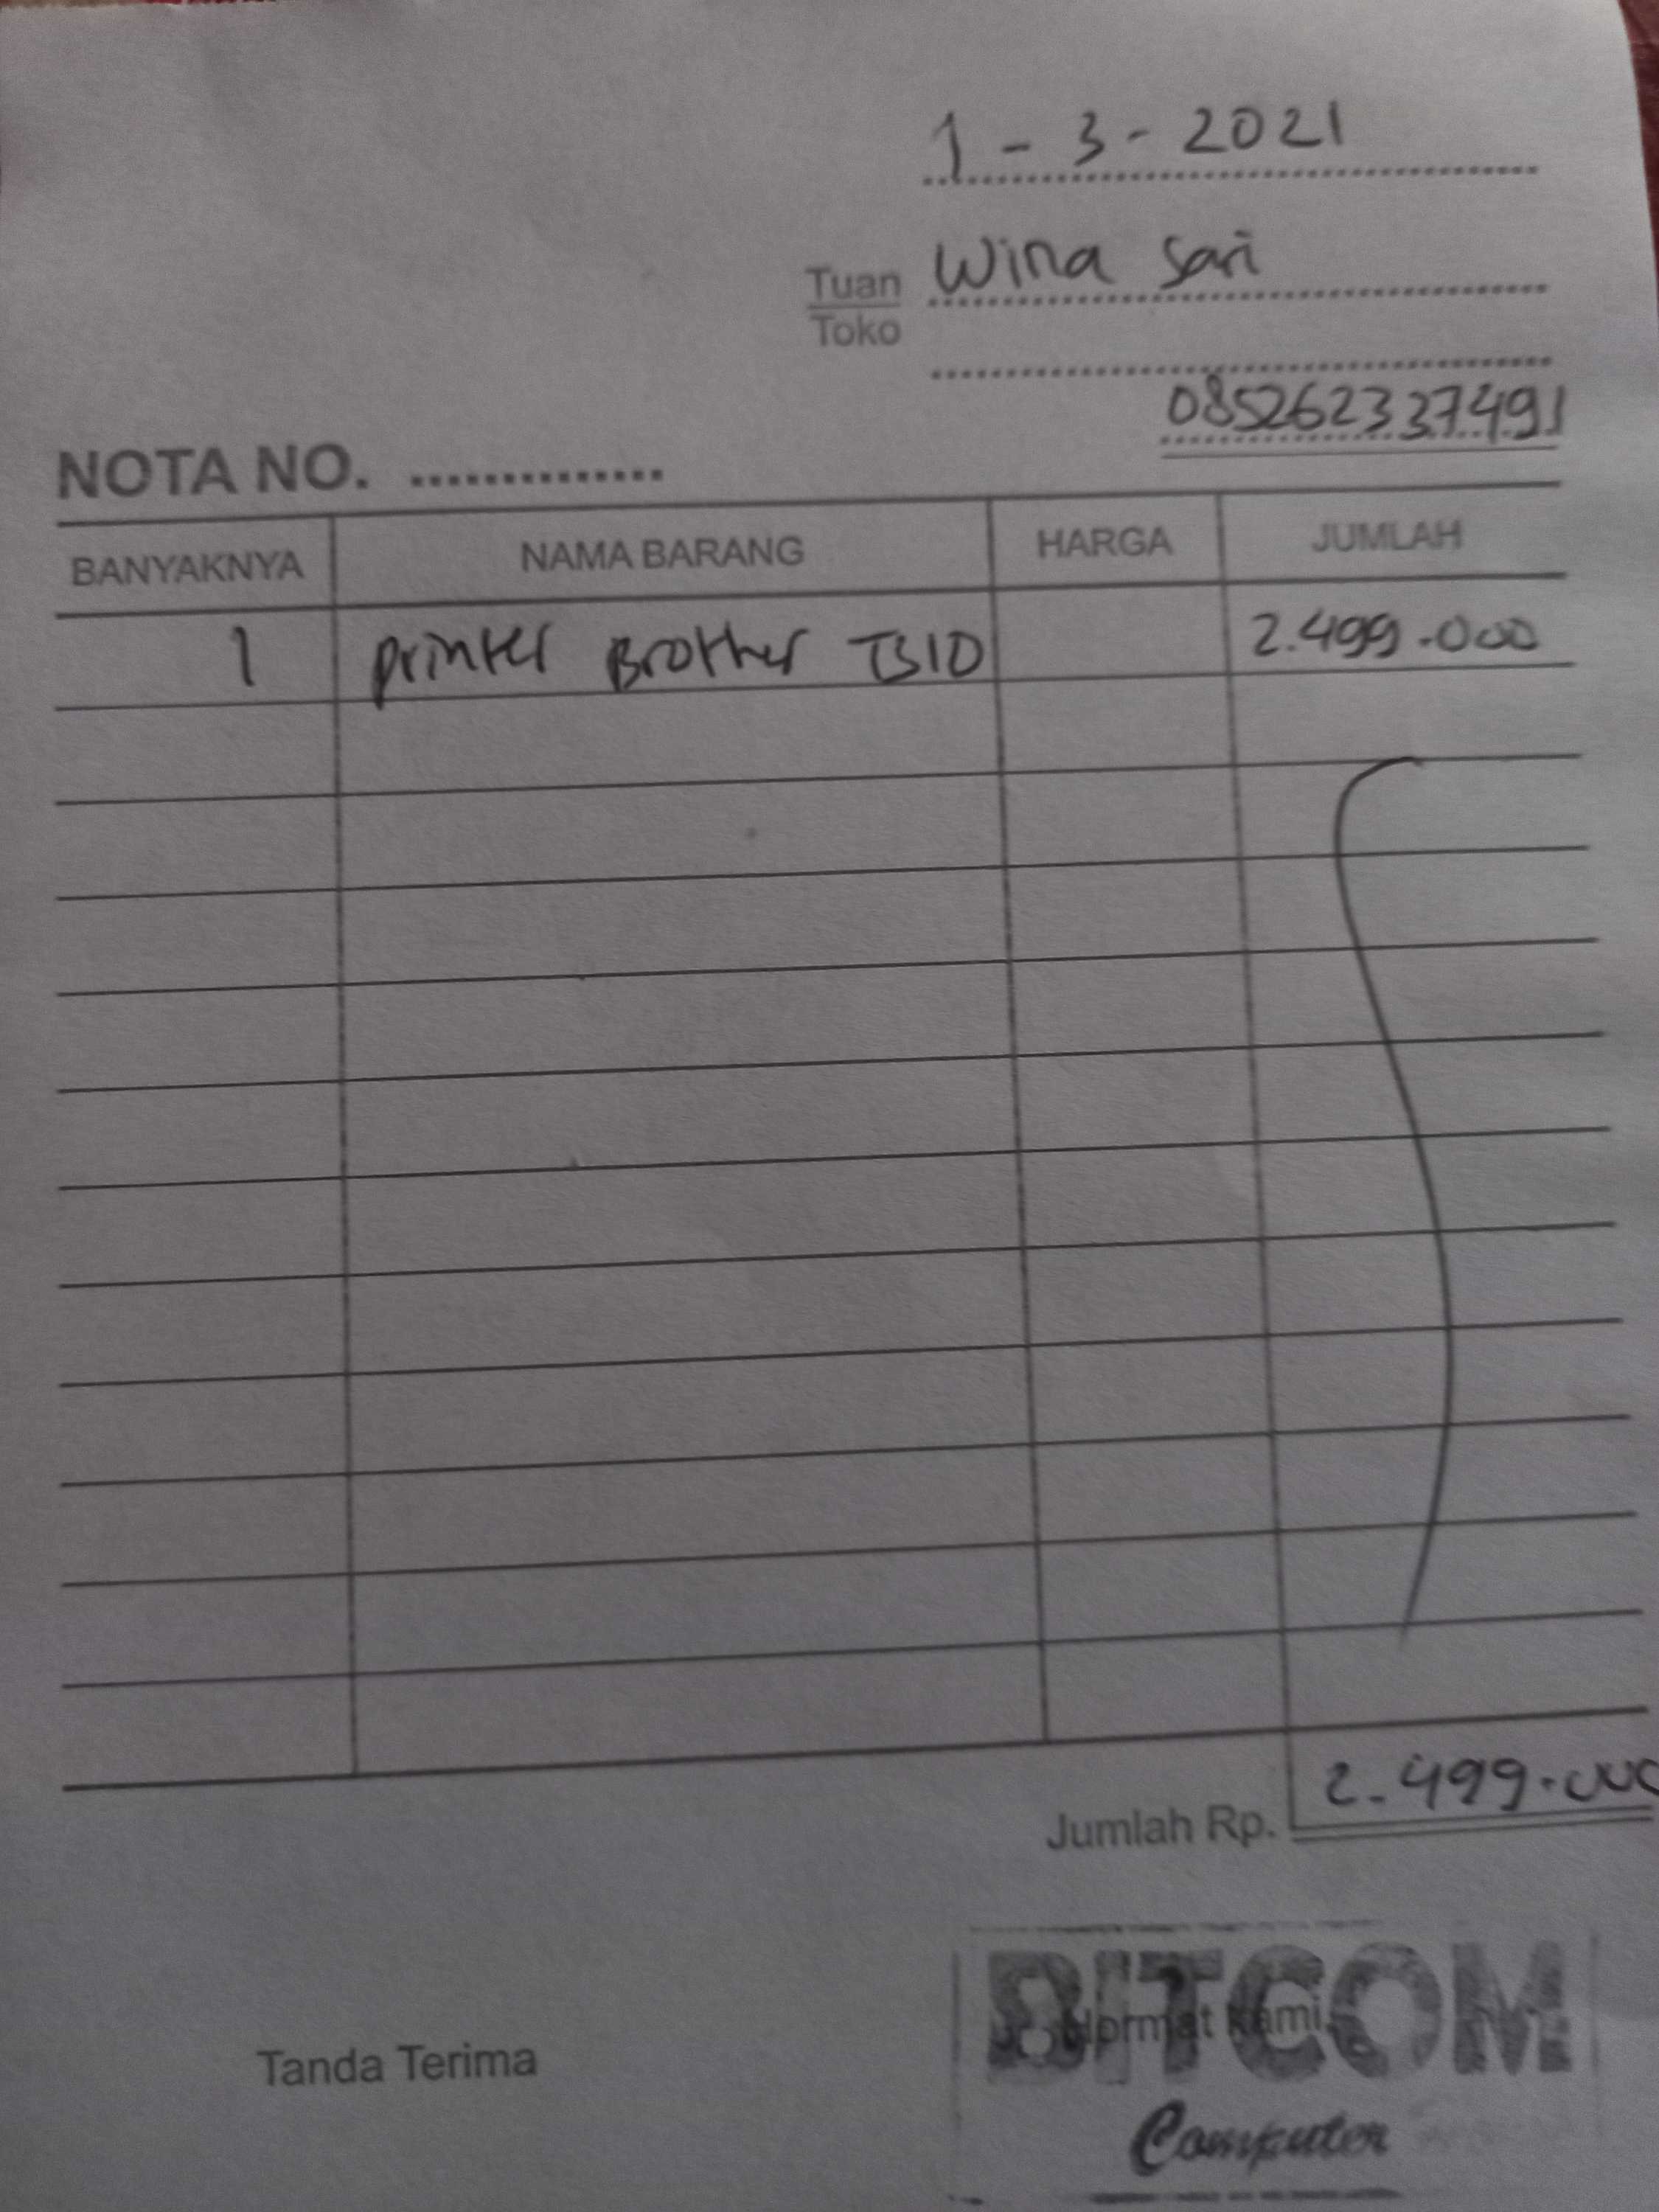 1 - 3 - 2021
Tuan Wina Sari
Toko
085262337491
NOTA NO. ..............
BANYAKNYA NAMA BARANG HARGA JUMLAH
1 printer Brother T310 2.499.000
Jumlah Rp. 2.499.000
Tanda Terima Hormat Kami,
BITCOM
Computer